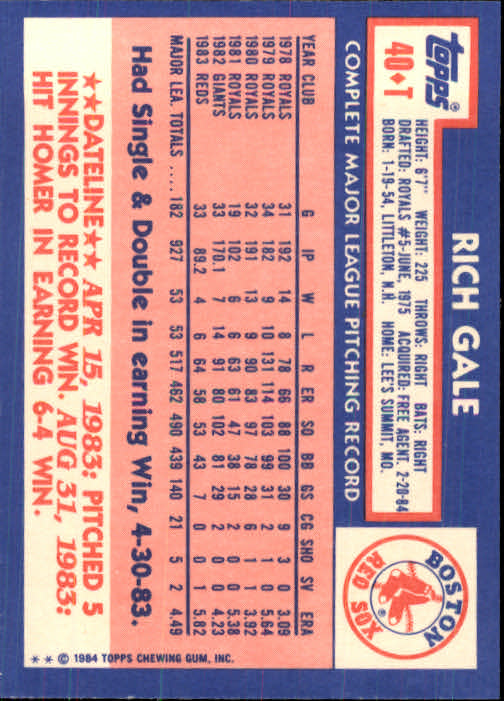 topps®
40♦T
RICH GALE
HEIGHT: 6'7" WEIGHT: 225 THROWS: RIGHT BATS: RIGHT
DRAFTED: ROYALS #5-JUNE, 1975 ACQUIRED: FREE AGENT, 2-20-84
BORN: 1-19-54, LITTLETON, N.H. HOME: LEE'S SUMMIT, MO.
BOSTON
RED SOX
COMPLETE MAJOR LEAGUE PITCHING RECORD
YEAR CLUB G IP W L R ER SO BB GS CG SHO SV ERA
1978 ROYALS 31 192 14 8 78 66 88 100 30 9 3 0 3.09
1979 ROYALS 34 182 9 10 131 114 103 99 31 2 1 0 5.64
1980 ROYALS 32 191 13 9 90 83 97 78 28 6 1 1 3.92
1981 ROYALS 19 102 6 6 63 61 47 38 15 2 0 0 5.38
1982 GIANTS 33 170.1 7 14 91 80 102 81 29 2 0 0 4.23
1983 REDS 33 89.2 4 6 64 58 53 43 7 0 0 1 5.82
MAJOR LEA. TOTALS .... 182 927 53 53 517 462 490 439 140 21 5 2 4.49
Had Single & Double in earning Win, 4-30-83.
★★DATELINE★★ APR 15, 1983: PITCHED 5
INNINGS TO RECORD WIN. AUG 31, 1983:
HIT HOMER IN EARNING 6-4 WIN.
★★ © 1984 TOPPS CHEWING GUM, INC.